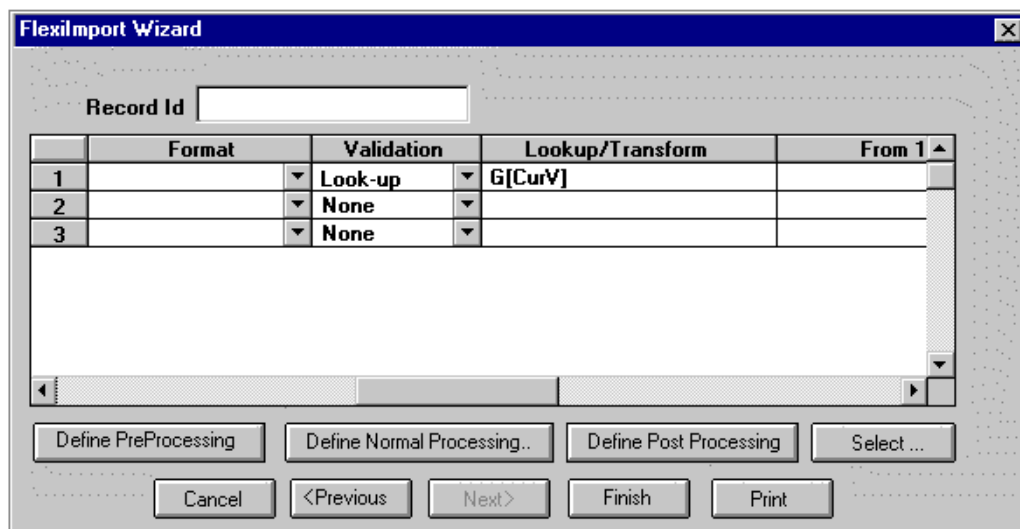 FlexiImport Wizard
Record Id
Format Validation Lookup/Transform From 1
1 Look-up G[CurV]
2 None
3 None
Define PreProcessing Define Normal Processing.. Define Post Processing Select ...
Cancel <Previous Next> Finish Print